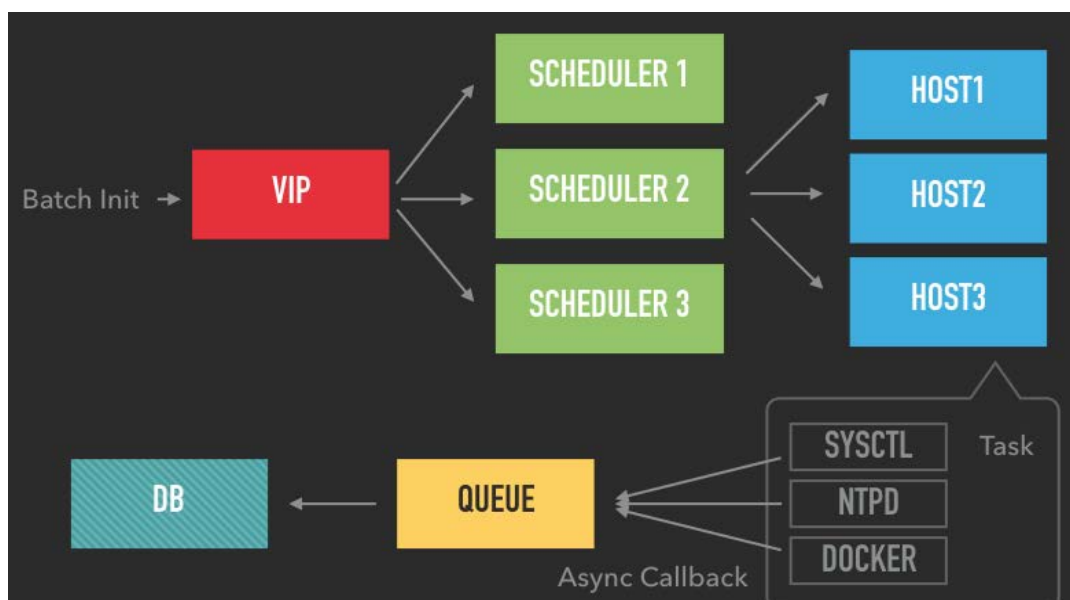 SCHEDULER 1
HOST1
Batch Init
VIP
SCHEDULER 2
HOST2
SCHEDULER 3
HOST3
SYSCTL
Task
DB
QUEUE
NTPD
DOCKER
Async Callback